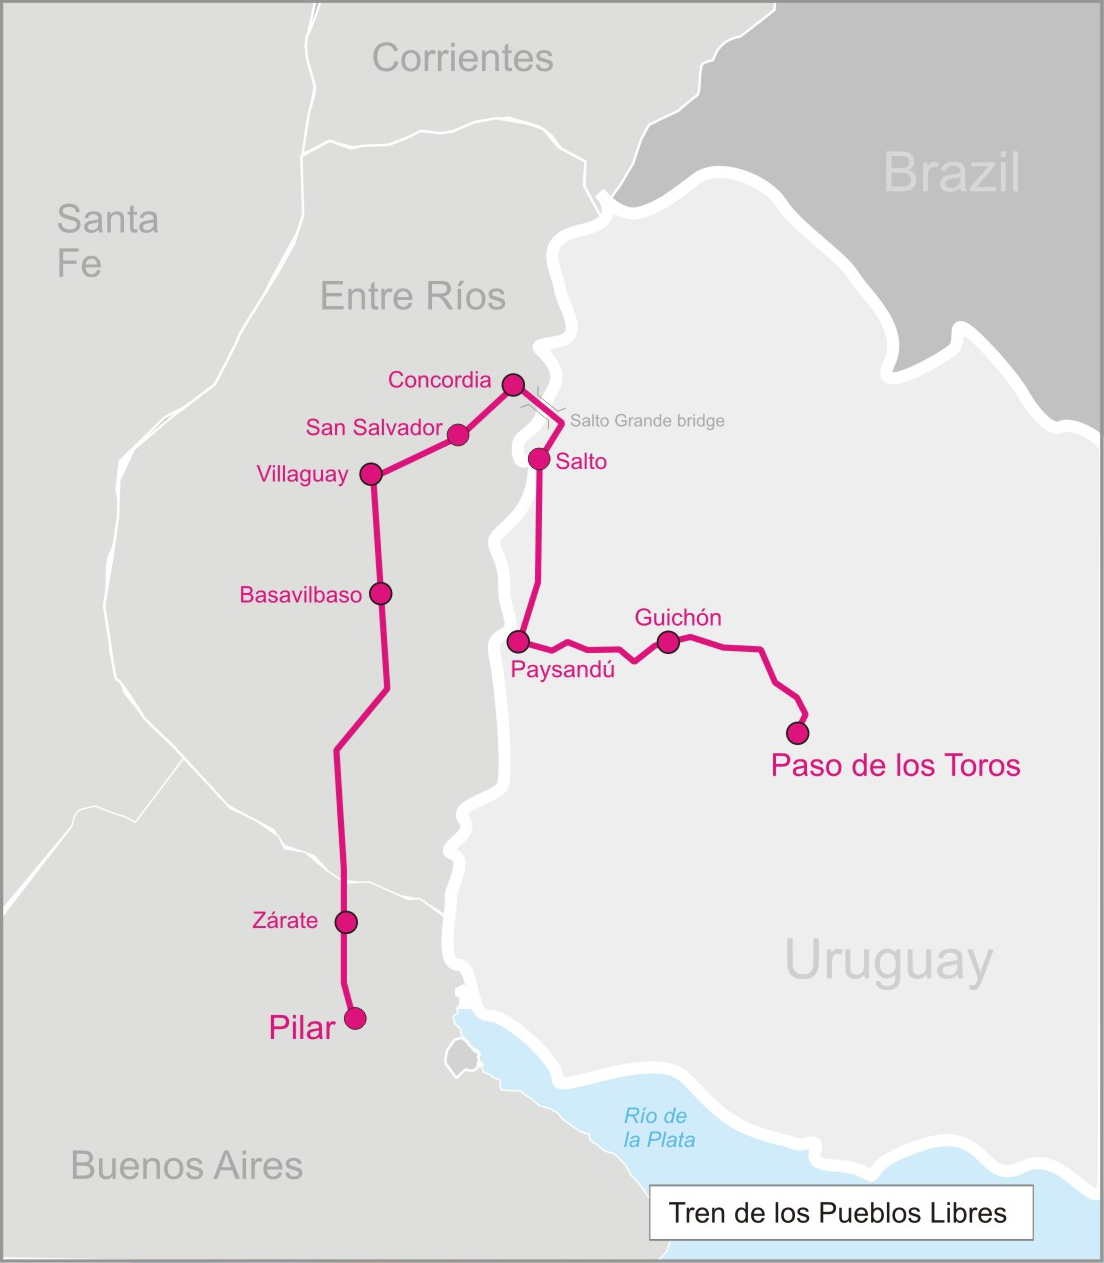 Corrientes
Brazil
Santa
Fe
Entre Ríos
Concordia
Salto Grande bridge
San Salvador
Salto
Villaguay
Basavilbaso
Guichón
Paysandú
Paso de los Toros
Zárate
Uruguay
Pilar
Río de
la Plata
Buenos Aires
Tren de los Pueblos Libres